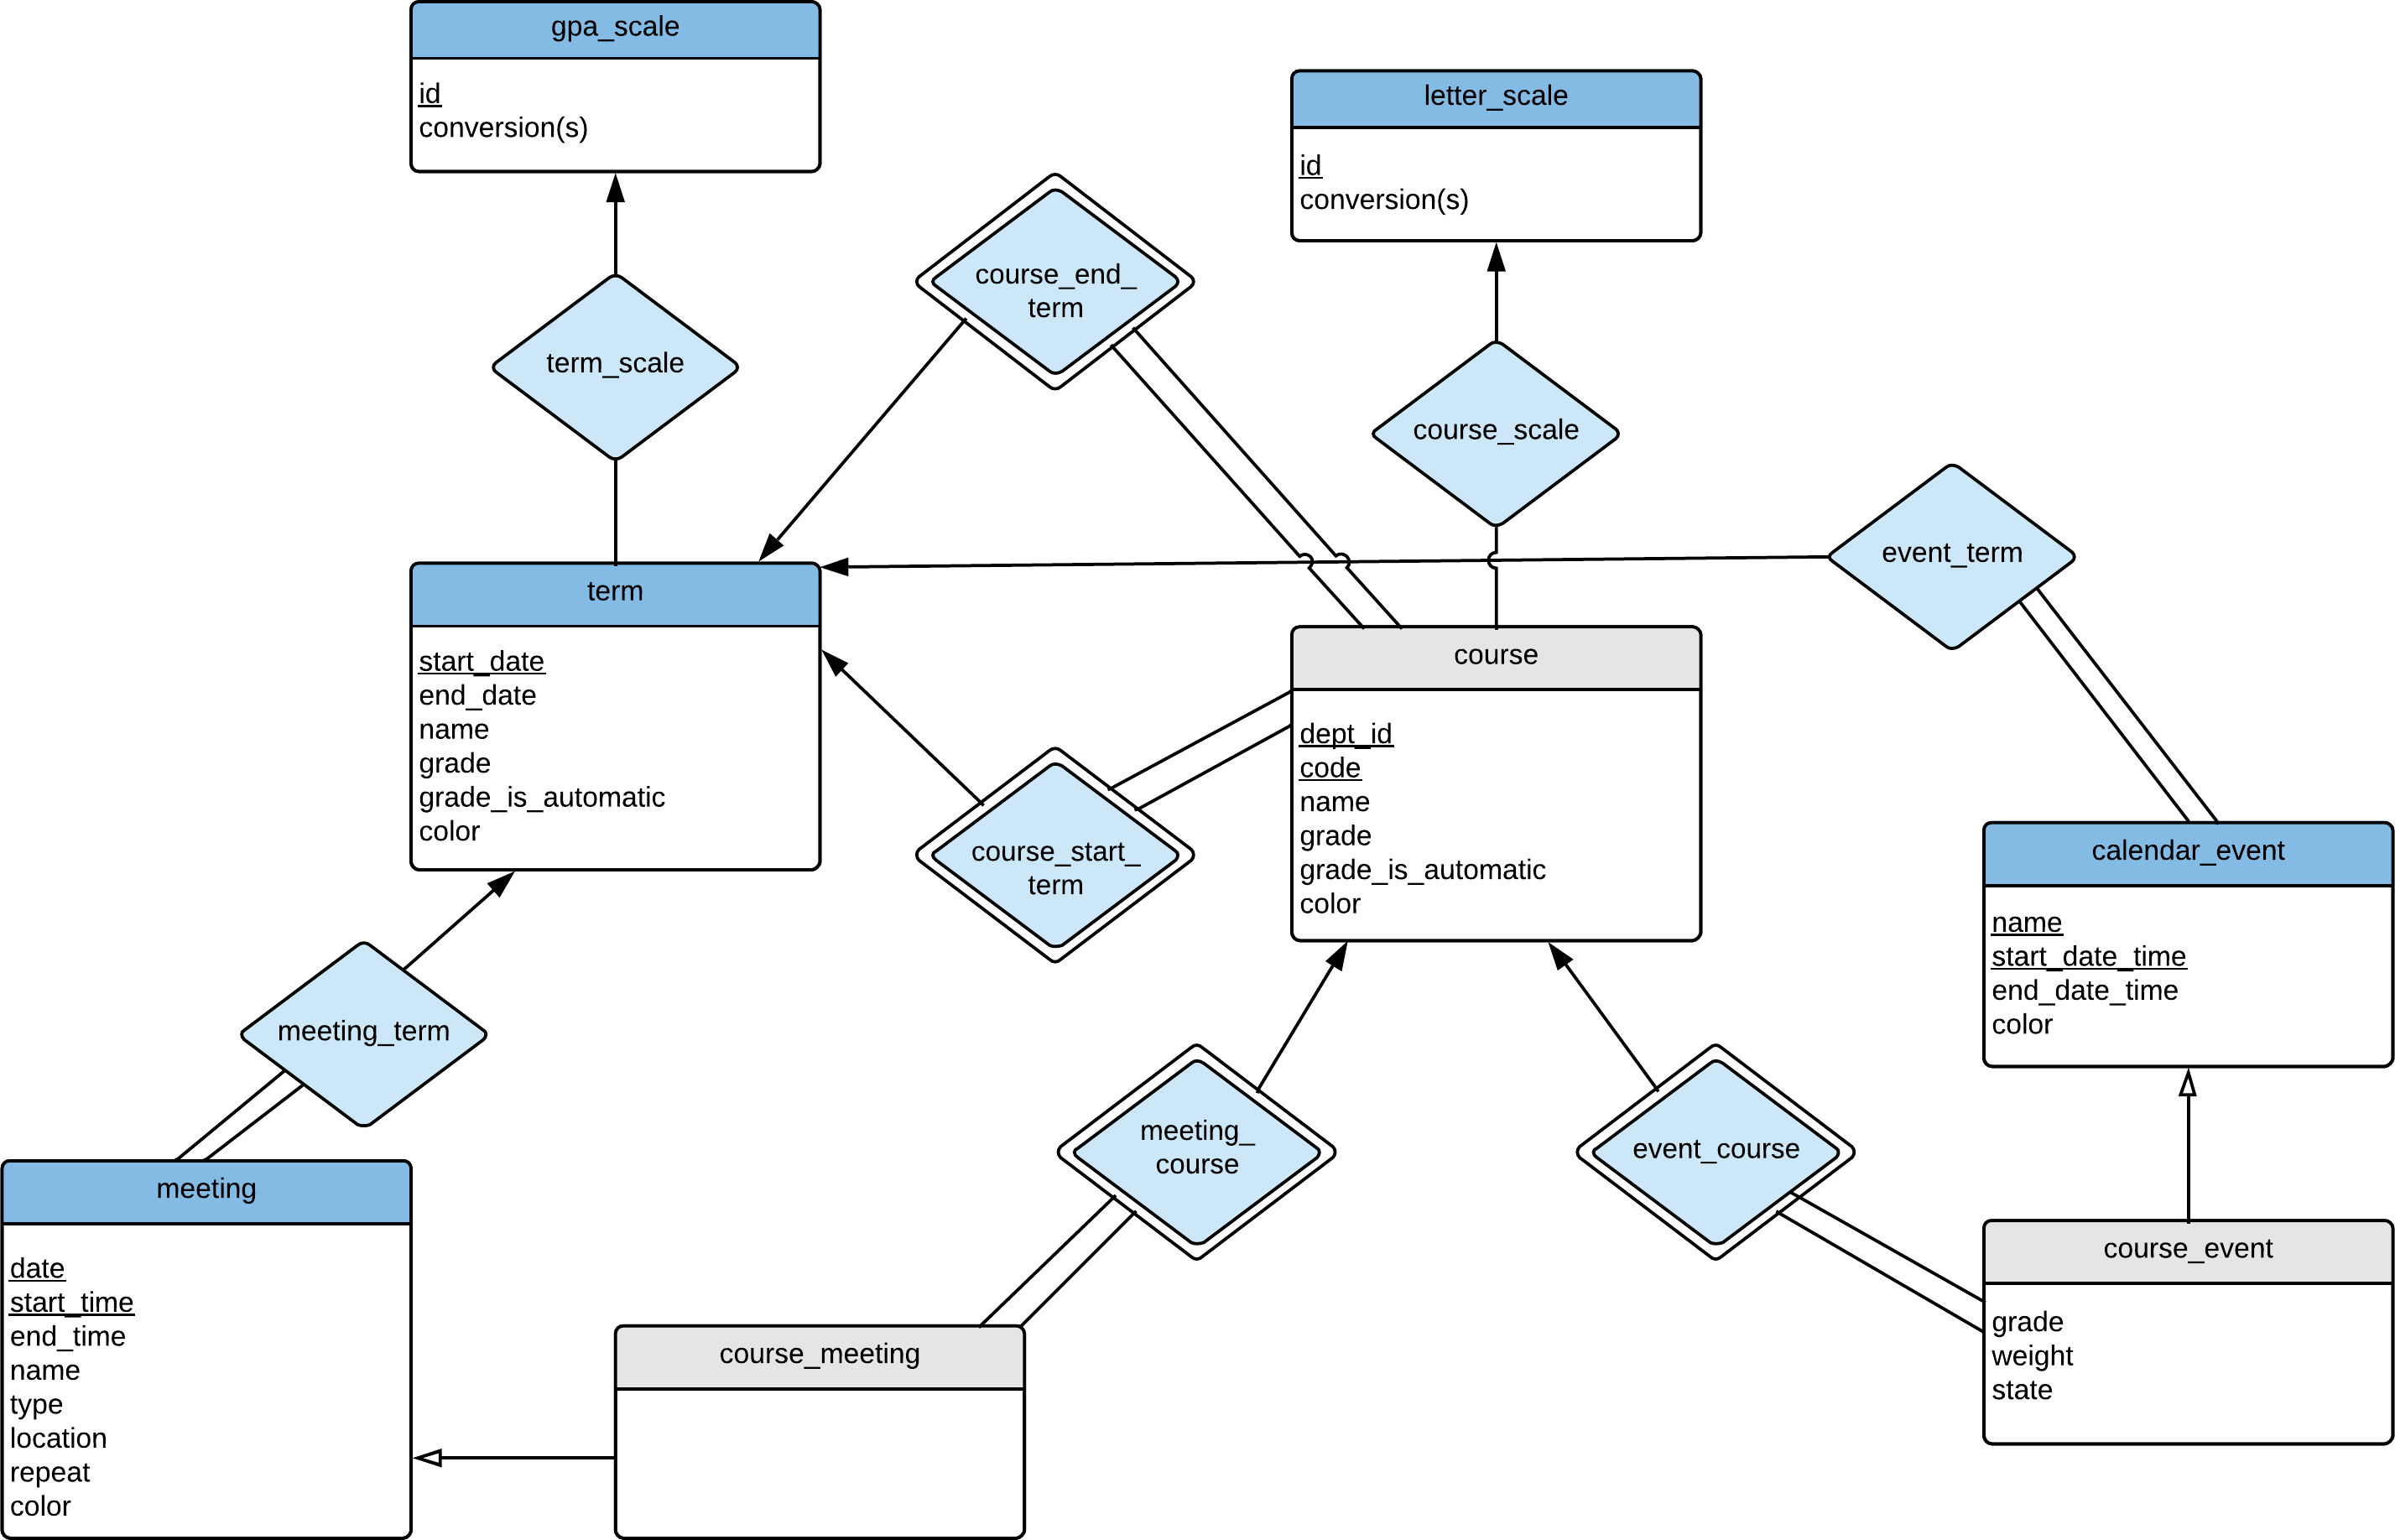 gpa_scale
id
conversion(s)
letter_scale
id
conversion(s)
course_end_
term
term_scale
course_scale
event_term
term
start_date
end_date
name
grade
grade_is_automatic
color
course
dept_id
code
name
grade
grade_is_automatic
color
course_start_
term
calendar_event
name
start_date_time
end_date_time
color
meeting_term
meeting_
course
event_course
meeting
date
start_time
end_time
name
type
location
repeat
color
course_meeting
course_event
grade
weight
state